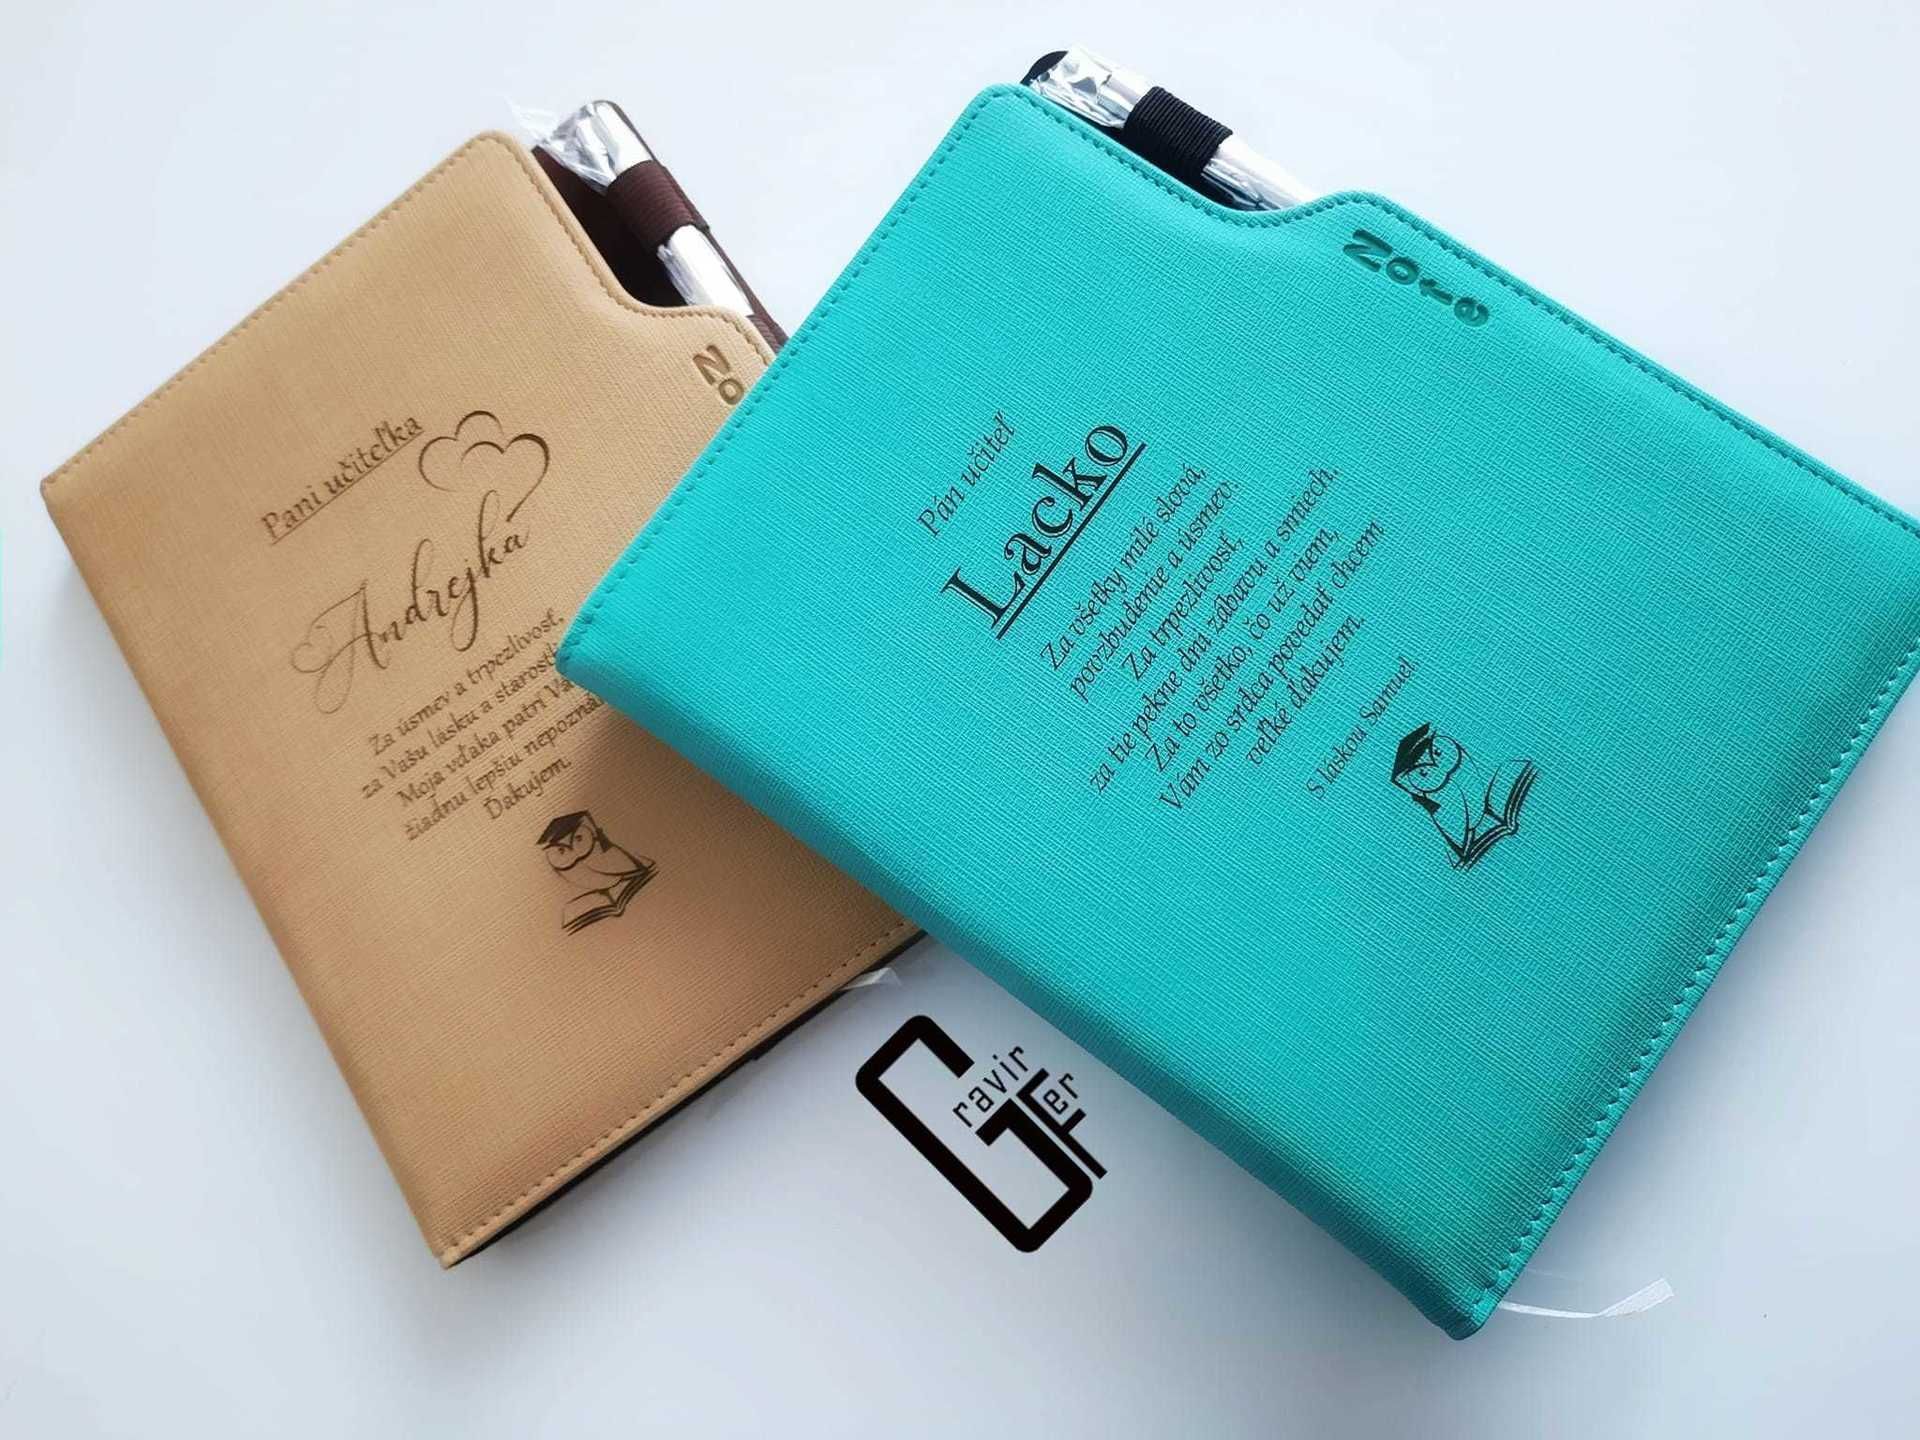 Pani učiteľka
Andrejka
Za úsmev a trpezlivosť,
za Vašu lásku a starostl
Moja vďaka patrí Vá
žiadnu lepšiu nepozná
Ďakujem.
No
Note
Pán učiteľ
Lacko
Za všetky milé slová,
povzbudenie a úsmev.
Za trpezlivosť,
za tie pekné dni zábavou a smiech.
Za to všetko, čo už viem,
Vám zo srdca povedať chcem
veľké ďakujem.
S láskou Samuel
Gravir
Fer